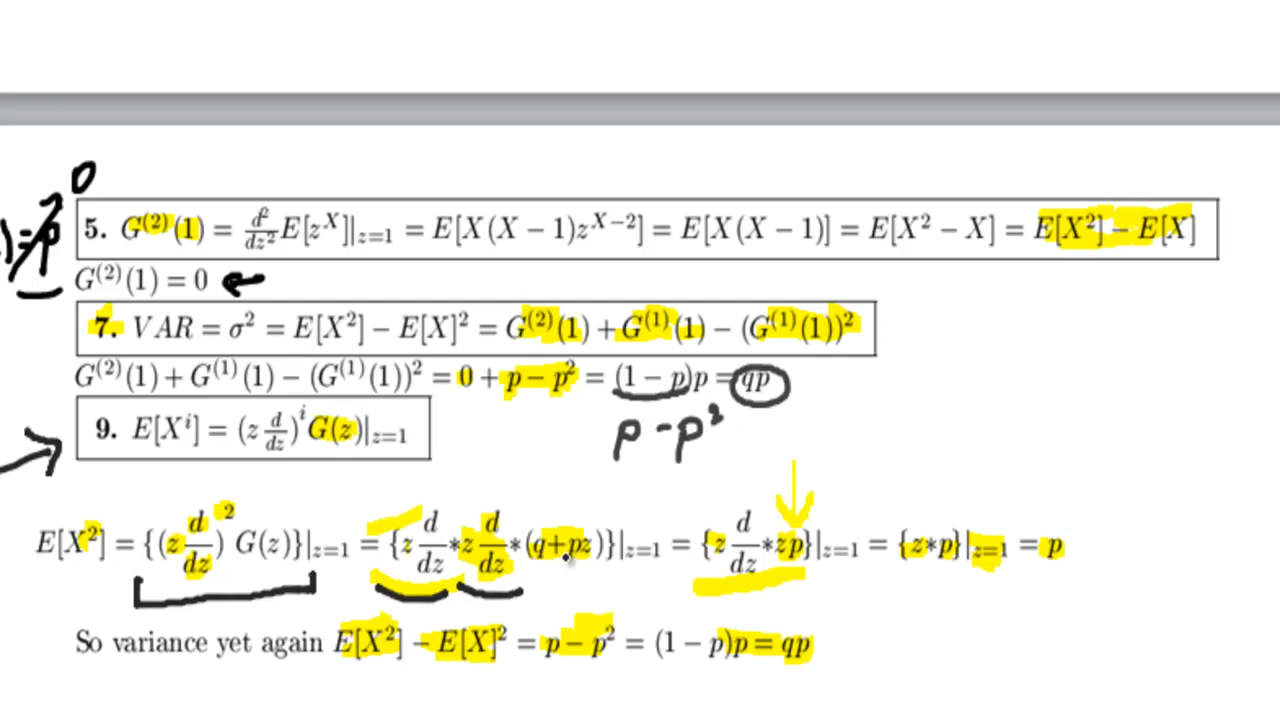 0
) = p
5. G⁽²⁾(1) = d²/dz² E[z^X]|_{z=1} = E[X(X − 1)z^{X−2}] = E[X(X − 1)] = E[X² − X] = E[X²] − E[X]
G⁽²⁾(1) = 0
7. VAR = σ² = E[X²] − E[X]² = G⁽²⁾(1) + G⁽¹⁾(1) − (G⁽¹⁾(1))²
G⁽²⁾(1) + G⁽¹⁾(1) − (G⁽¹⁾(1))² = 0 + p − p² = (1 − p)p = qp
9. E[X^i] = (z d/dz)^i G(z)|_{z=1}
p − p²
E[X²] = {(z d/dz)² G(z)}|_{z=1} = {z d/dz * z d/dz * (q+pz)}|_{z=1} = {z d/dz * zp}|_{z=1} = {z*p}|_{z=1} = p
So variance yet again E[X²] − E[X]² = p − p² = (1 − p)p = qp